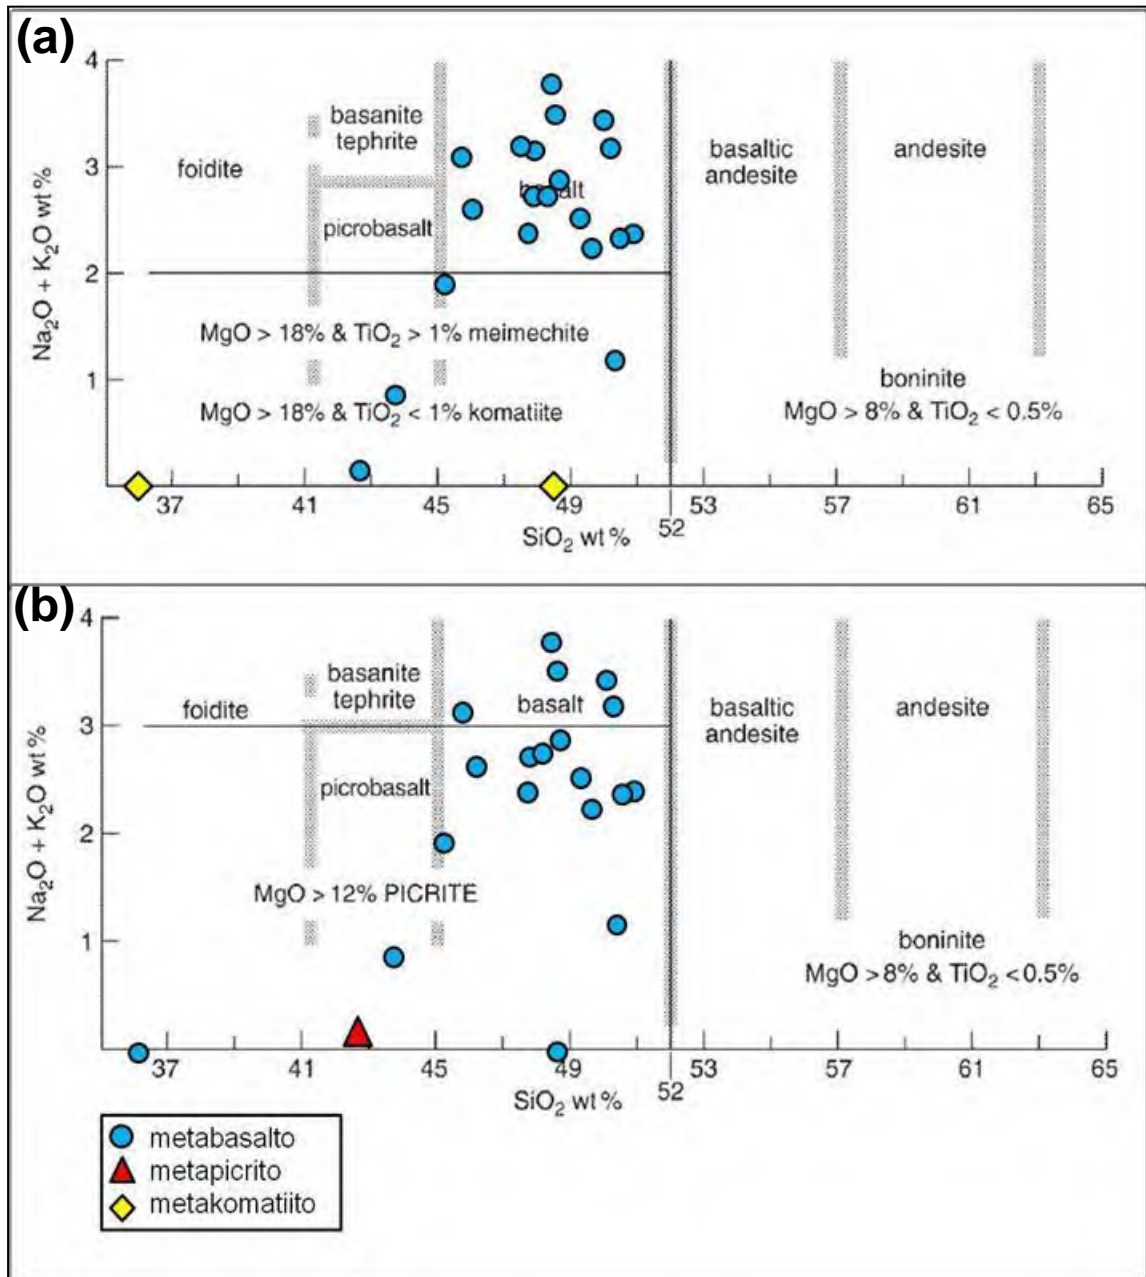 (a)
4
3
2
1
Na₂O + K₂O wt%
foidite
basanite
tephrite
picrobasalt
basaltic
andesite
andesite
MgO > 18% & TiO₂ > 1% meimechite
MgO > 18% & TiO₂ < 1% komatiite
boninite
MgO > 8% & TiO₂ < 0.5%
37 41 45 49 53 57 61 65
52
SiO₂ wt%
(b)
4
3
2
1
Na₂O + K₂O wt%
foidite
basanite
tephrite
basalt
picrobasalt
basaltic
andesite
andesite
MgO > 12% PICRITE
boninite
MgO > 8% & TiO₂ < 0.5%
37 41 45 49 53 57 61 65
52
SiO₂ wt%
metabasalto
metapicrito
metakomatiito